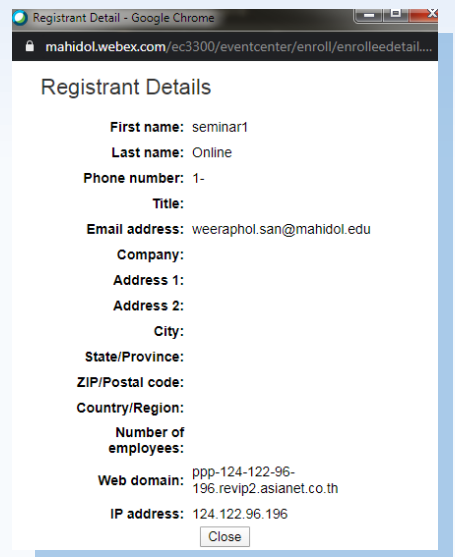 Registrant Detail - Google Chrome
mahidol.webex.com/ec3300/eventcenter/enroll/enrolleedetail....
Registrant Details
First name: seminar1
Last name: Online
Phone number: 1-
Title:
Email address: weeraphol.san@mahidol.edu
Company:
Address 1:
Address 2:
City:
State/Province:
ZIP/Postal code:
Country/Region:
Number of
employees:
Web domain: ppp-124-122-96-
196.revip2.asianet.co.th
IP address: 124.122.96.196
Close